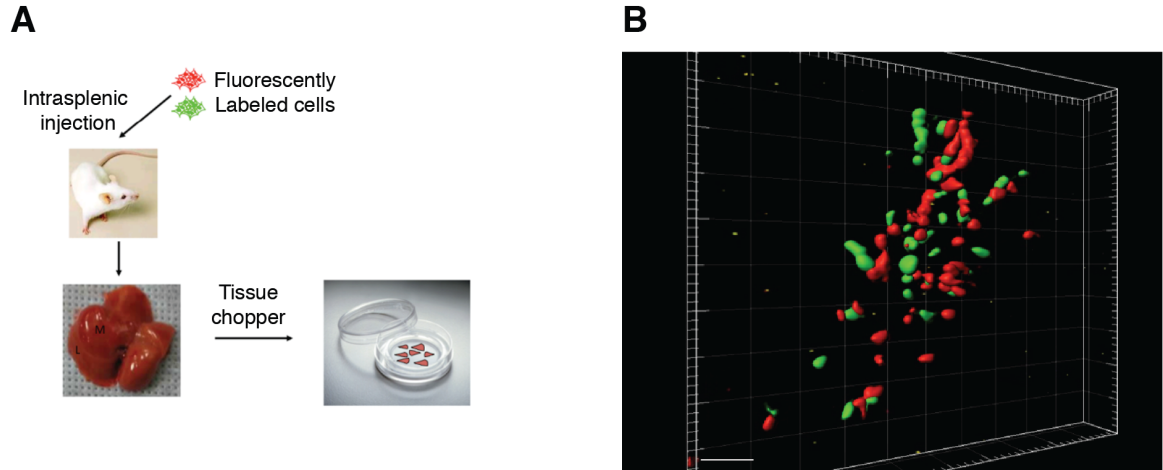 A
Fluorescently
Labeled cells
Intrasplenic
injection
M
L
Tissue
chopper
B